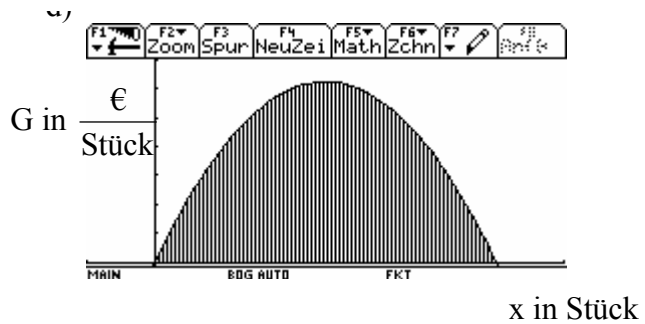 d)
F1 F2 Zoom F3 Spur F4 NeuZei F5 Math F6 Zchn F7
G in € / Stück
MAIN BOG AUTO FKT
x in Stück